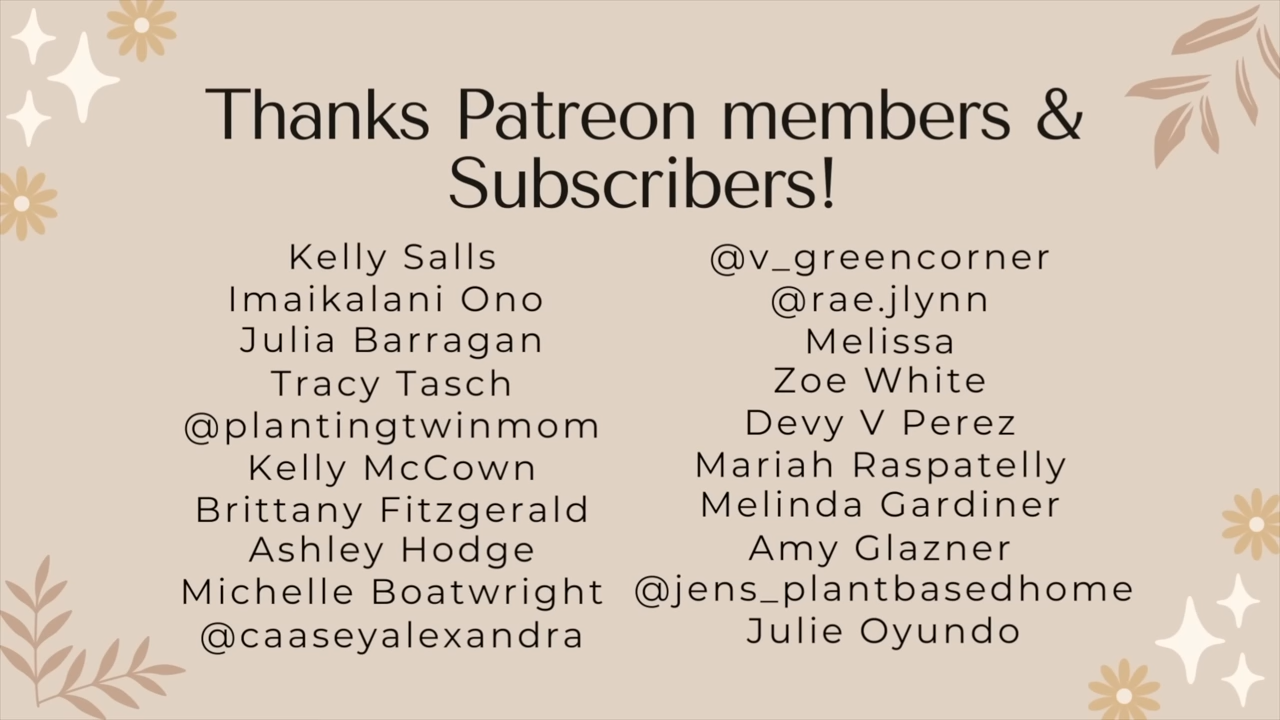 Thanks Patreon members &
Subscribers!
Kelly Salls
Imaikalani Ono
Julia Barragan
Tracy Tasch
@plantingtwinmom
Kelly McCown
Brittany Fitzgerald
Ashley Hodge
Michelle Boatwright
@caaseyalexandra
@v_greencorner
@rae.jlynn
Melissa
Zoe White
Devy V Perez
Mariah Raspatelly
Melinda Gardiner
Amy Glazner
@jens_plantbasedhome
Julie Oyundo